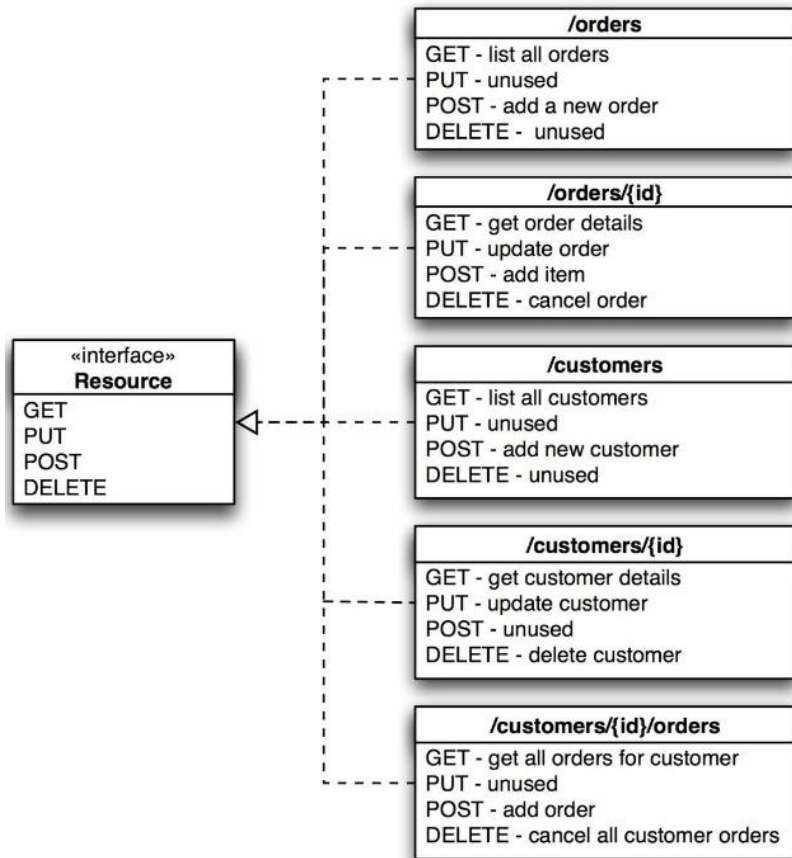 /orders
GET - list all orders
PUT - unused
POST - add a new order
DELETE -  unused
/orders/{id}
GET - get order details
PUT - update order
POST - add item
DELETE - cancel order
«interface»
Resource
GET
PUT
POST
DELETE
/customers
GET - list all customers
PUT - unused
POST - add new customer
DELETE - unused
/customers/{id}
GET - get customer details
PUT - update customer
POST - unused
DELETE - delete customer
/customers/{id}/orders
GET - get all orders for customer
PUT - unused
POST - add order
DELETE - cancel all customer orders